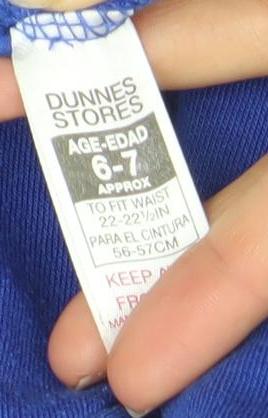 DUNNES
STORES
AGE-EDAD
6-7
APPROX
TO FIT WAIST
22-22½IN
PARA EL CINTURA
56-57CM
KEEP